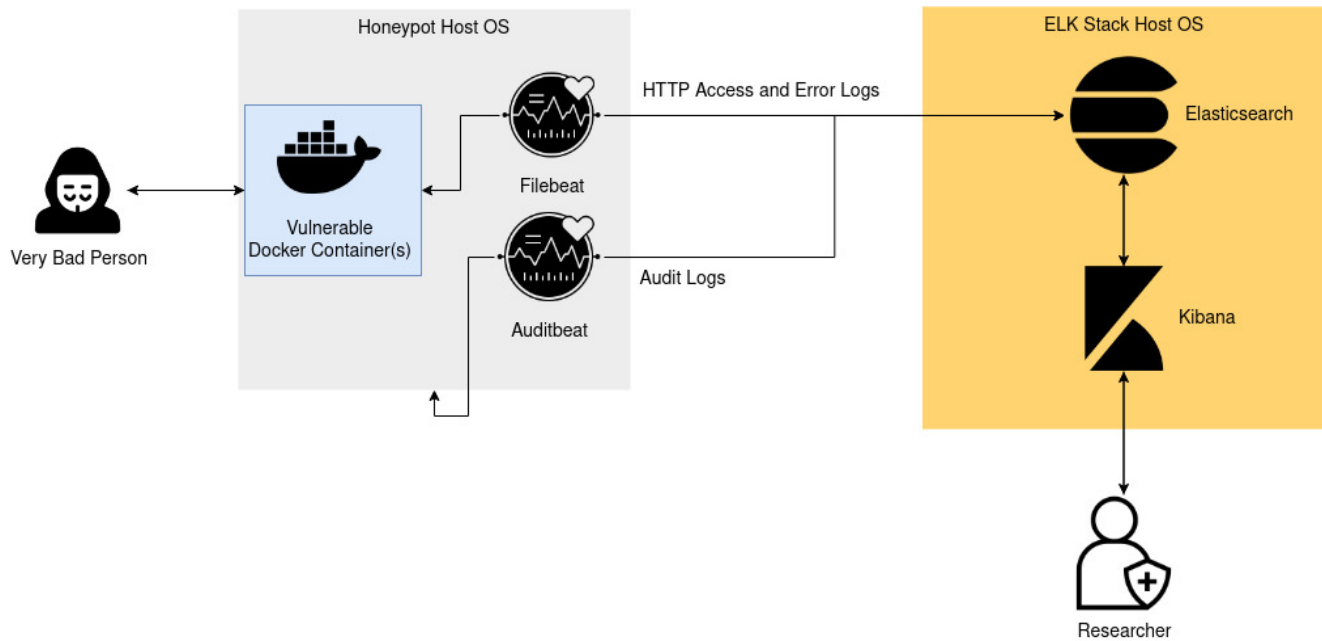 Honeypot Host OS
ELK Stack Host OS
HTTP Access and Error Logs
Elasticsearch
Filebeat
Vulnerable
Docker Container(s)
Very Bad Person
Audit Logs
Auditbeat
Kibana
Researcher